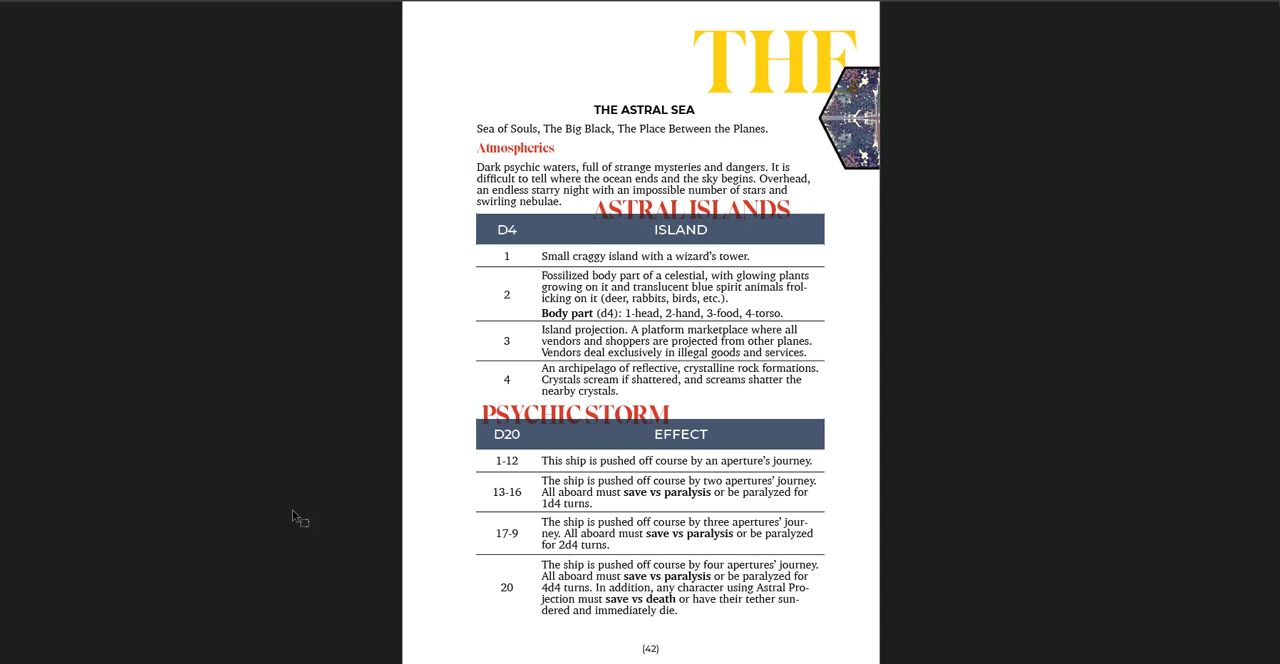 THE
THE ASTRAL SEA
Sea of Souls, The Big Black, The Place Between the Planes.
Atmospherics
Dark psychic waters, full of strange mysteries and dangers. It is
difficult to tell where the ocean ends and the sky begins. Overhead,
an endless starry night with an impossible number of stars and
swirling nebulae.
ASTRAL ISLANDS
D4 ISLAND
1 Small craggy island with a wizard's tower.
Fossilized body part of a celestial, with glowing plants
growing on it and translucent blue spirit animals frol-
2 icking on it (deer, rabbits, birds, etc.).
Body part (d4): 1-head, 2-hand, 3-food, 4-torso.
Island projection. A platform marketplace where all
3 vendors and shoppers are projected from other planes.
Vendors deal exclusively in illegal goods and services.
An archipelago of reflective, crystalline rock formations.
4 Crystals scream if shattered, and screams shatter the
nearby crystals.
PSYCHIC STORM
D20 EFFECT
1-12 This ship is pushed off course by an aperture's journey.
The ship is pushed off course by two apertures' journey.
13-16 All aboard must save vs paralysis or be paralyzed for
1d4 turns.
The ship is pushed off course by three apertures' jour-
17-9 ney. All aboard must save vs paralysis or be paralyzed
for 2d4 turns.
The ship is pushed off course by four apertures' journey.
All aboard must save vs paralysis or be paralyzed for
20 4d4 turns. In addition, any character using Astral Pro-
jection must save vs death or have their tether sun-
dered and immediately die.
(42)